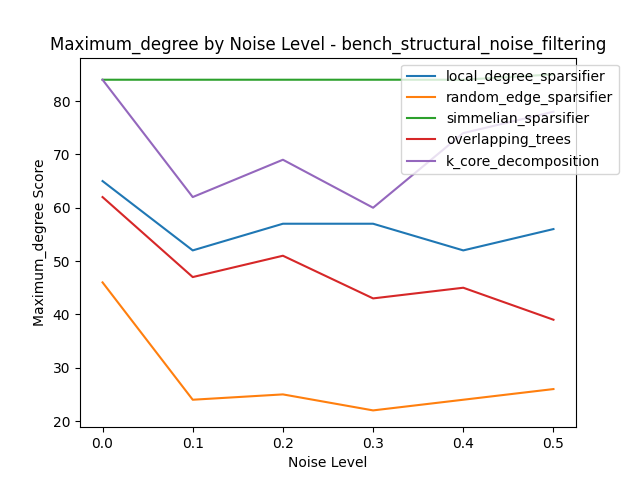 Maximum_degree by Noise Level - bench_structural_noise_filtering
local_degree_sparsifier
random_edge_sparsifier
simmelian_sparsifier
overlapping_trees
k_core_decomposition
Maximum_degree Score
80
70
60
50
40
30
20
0.0 0.1 0.2 0.3 0.4 0.5
Noise Level